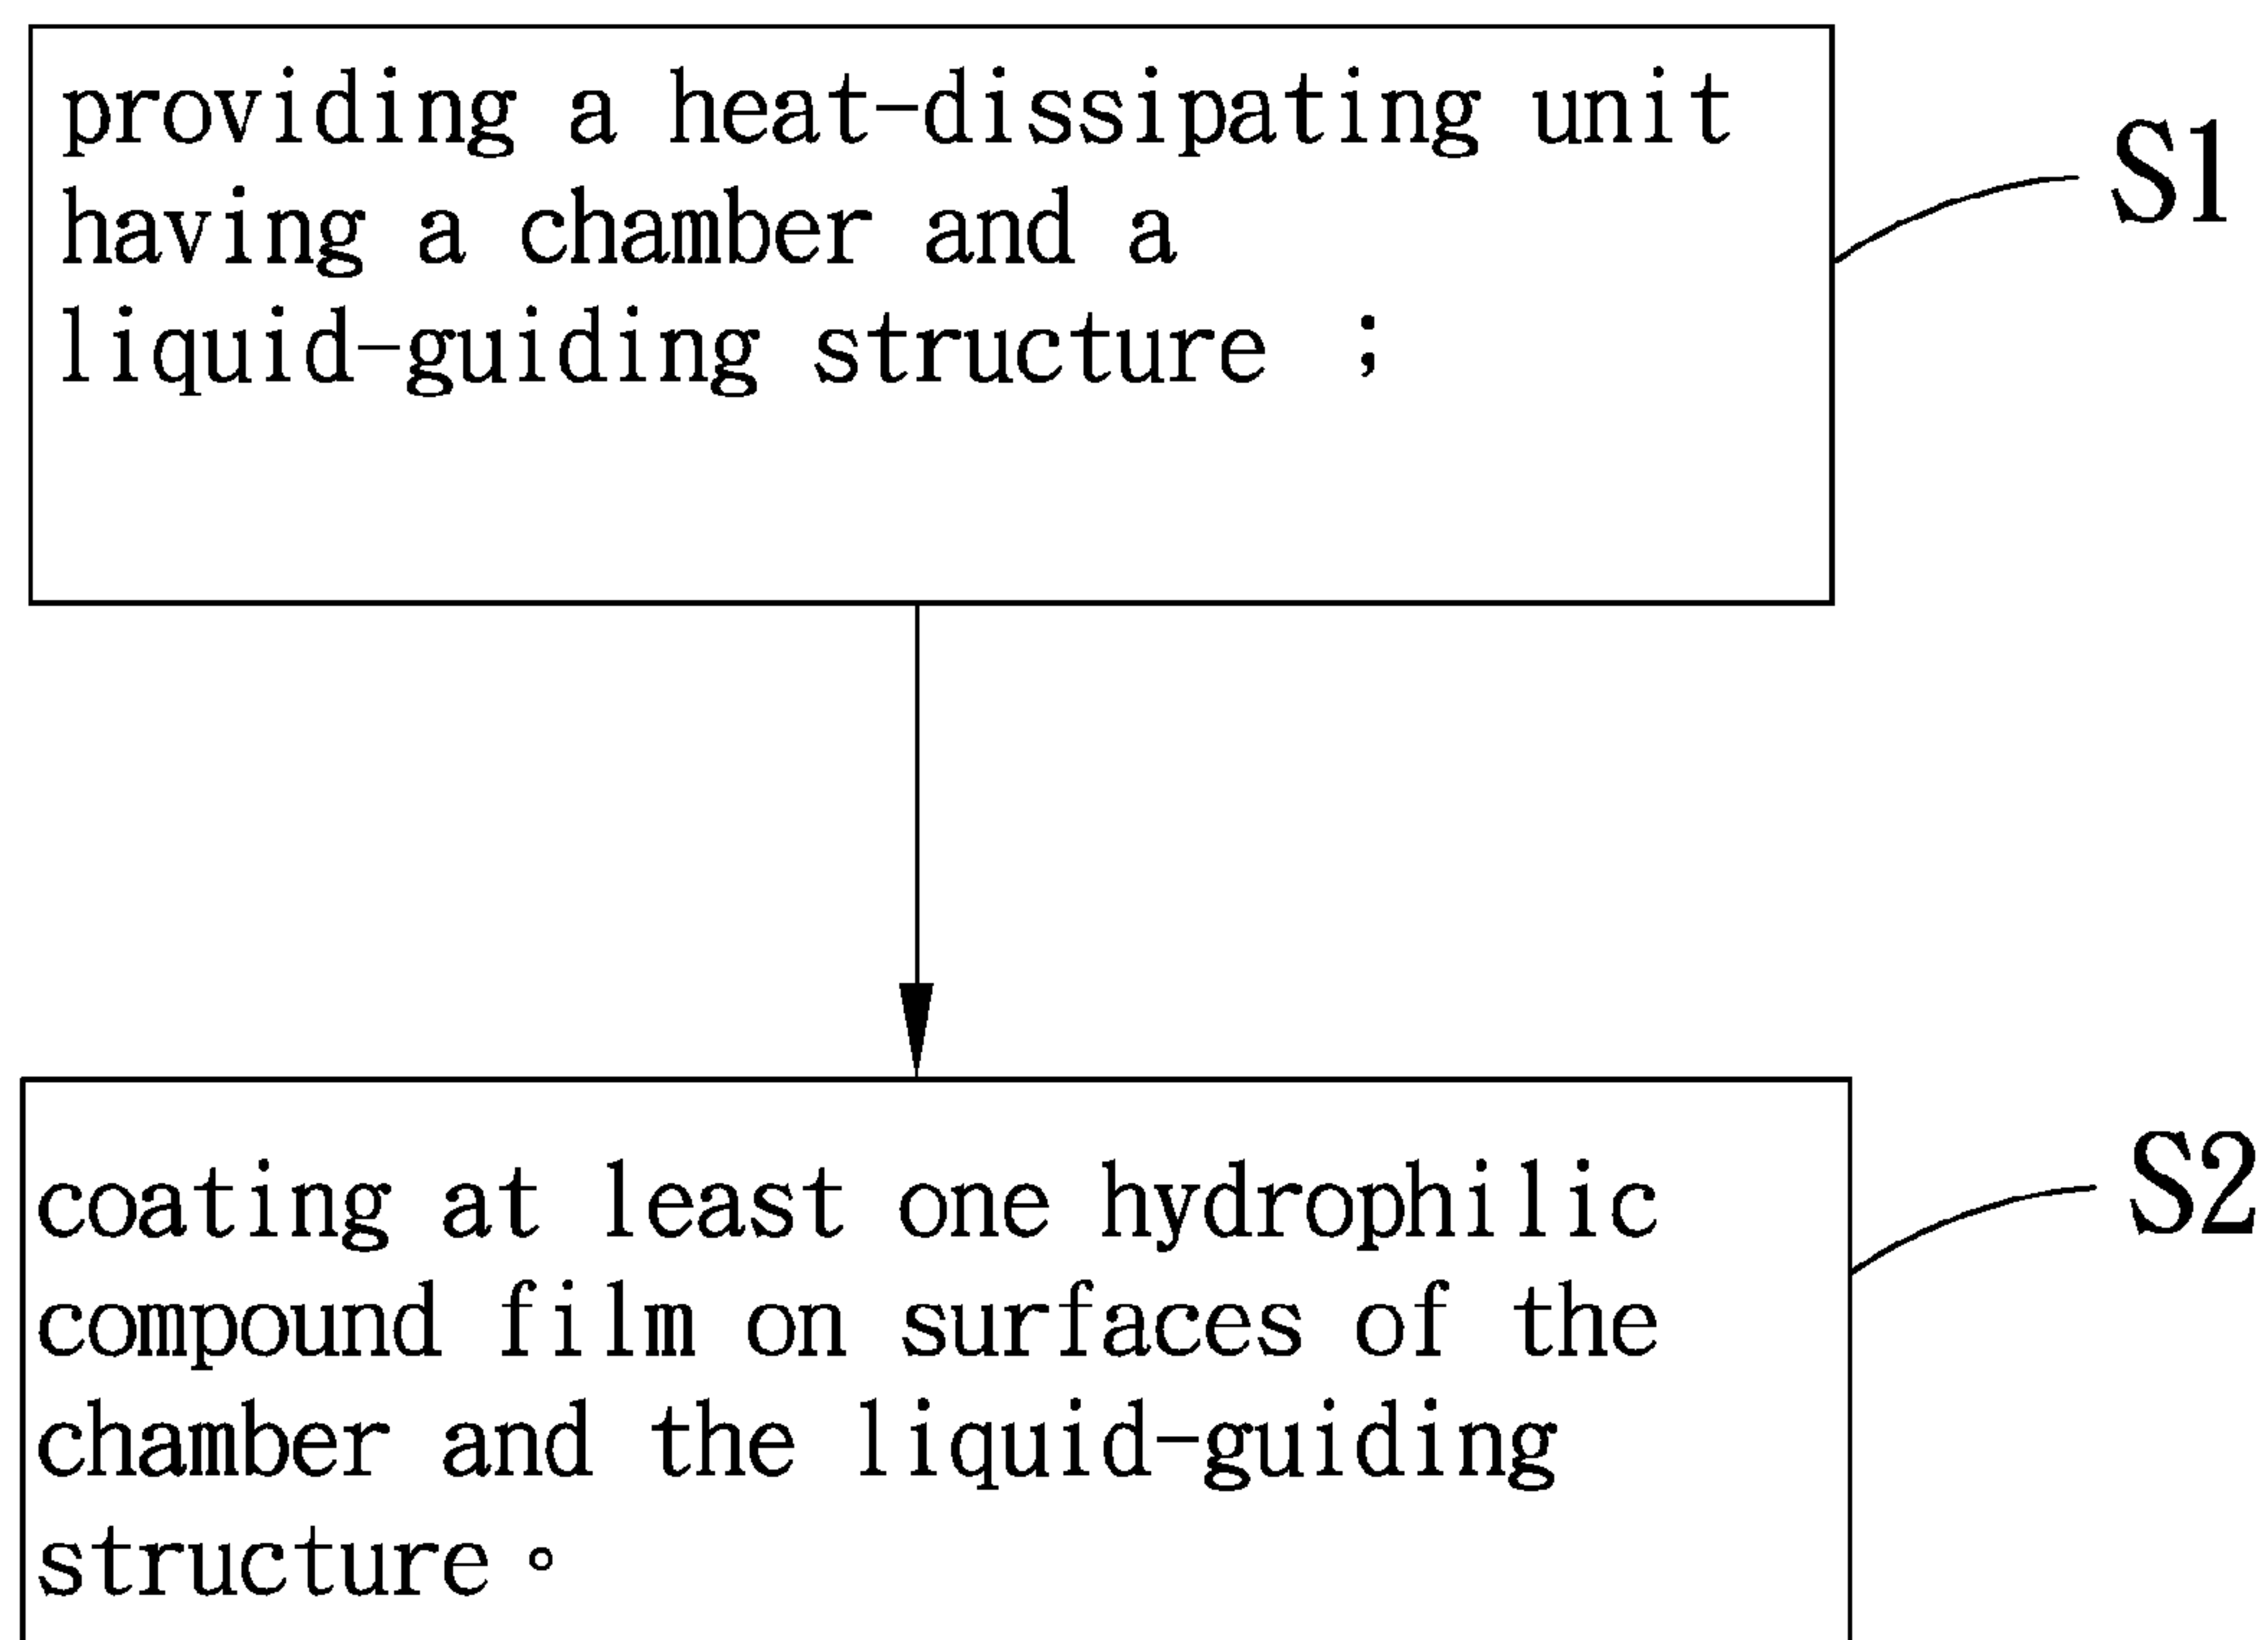 providing a heat-dissipating unit
having a chamber and a
liquid-guiding structure ;
S1
coating at least one hydrophilic
compound film on surfaces of the
chamber and the liquid-guiding
structure。
S2